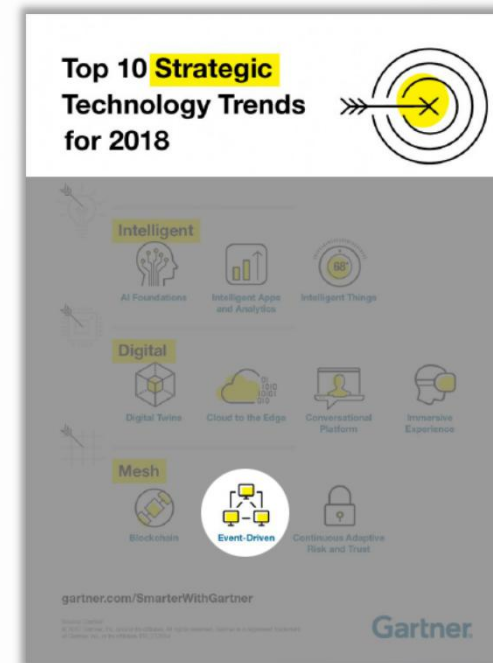 Top 10 Strategic
Technology Trends
for 2018
Intelligent
68°
AI Foundations
Intelligent Apps
and Analytics
Intelligent Things
Digital
Digital Twins
Cloud to the Edge
Conversational
Platform
Immersive
Experience
Mesh
Blockchain
Event-Driven
Continuous Adaptive
Risk and Trust
gartner.com/SmarterWithGartner
Gartner